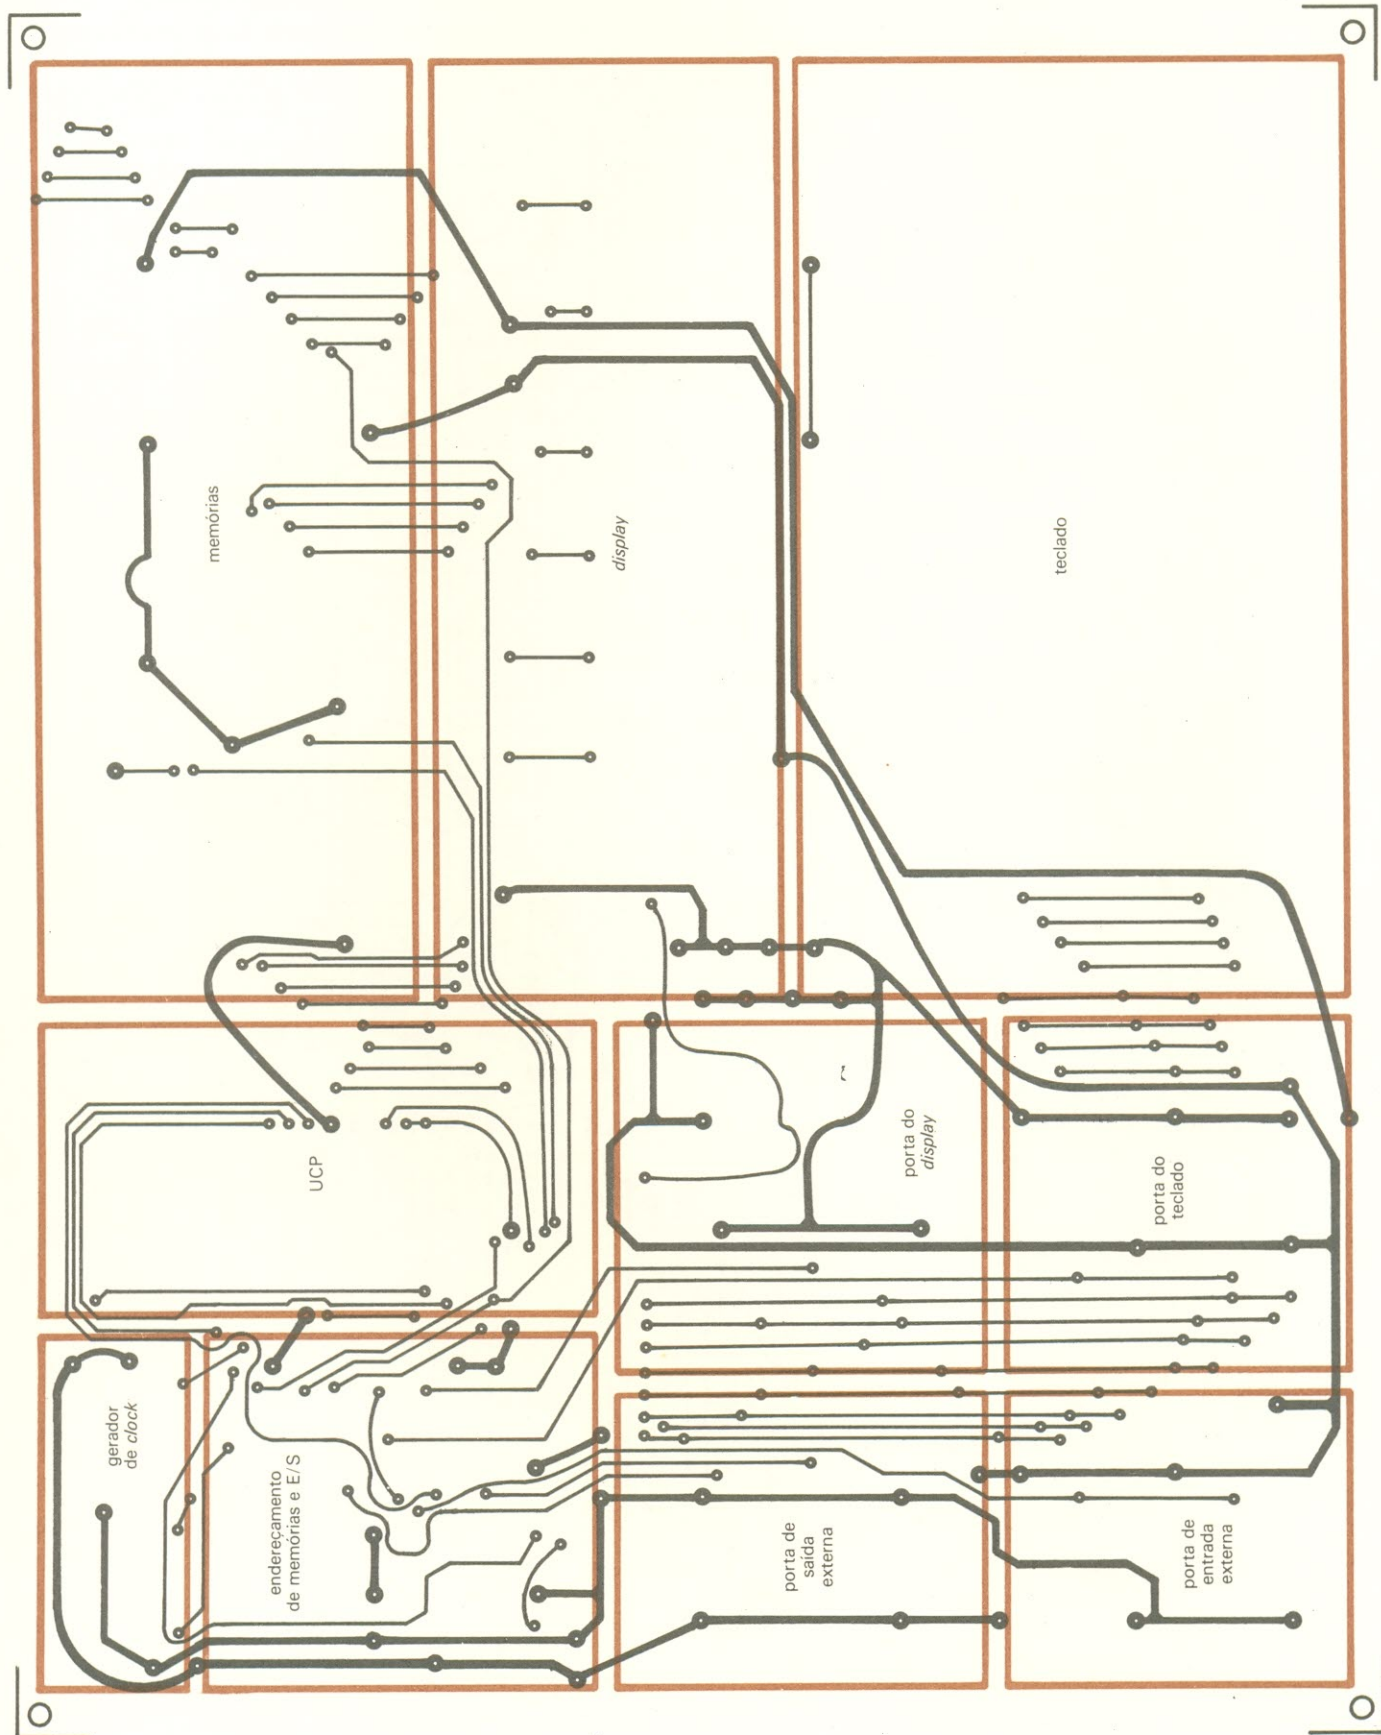 memórias
display
teclado
UCP
porta do
display
porta do
teclado
gerador
de clock
endereçamento
de memórias e E/S
porta de
saída
externa
porta de
entrada
externa